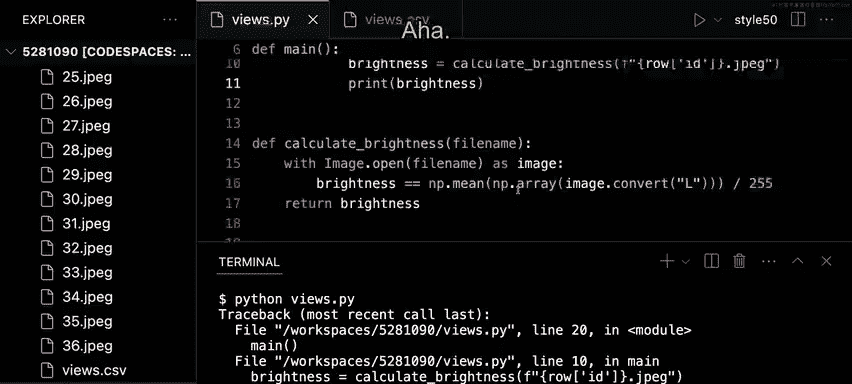 views.py
views.csv
style50
Aha.
EXPLORER
5281090 [CODESPACES: ...
25.jpeg
26.jpeg
27.jpeg
28.jpeg
29.jpeg
30.jpeg
31.jpeg
32.jpeg
33.jpeg
34.jpeg
35.jpeg
36.jpeg
views.csv
6 def main():
10 brightness = calculate_brightness(f"{row['id']}.jpeg")
11 print(brightness)
12
13
14 def calculate_brightness(filename):
15 with Image.open(filename) as image:
16 brightness == np.mean(np.array(image.convert("L"))) / 255
17 return brightness
18
TERMINAL
$ python views.py
Traceback (most recent call last):
File "/workspaces/5281090/views.py", line 20, in <module>
main()
File "/workspaces/5281090/views.py", line 10, in main
brightness = calculate_brightness(f"{row['id']}.jpeg")